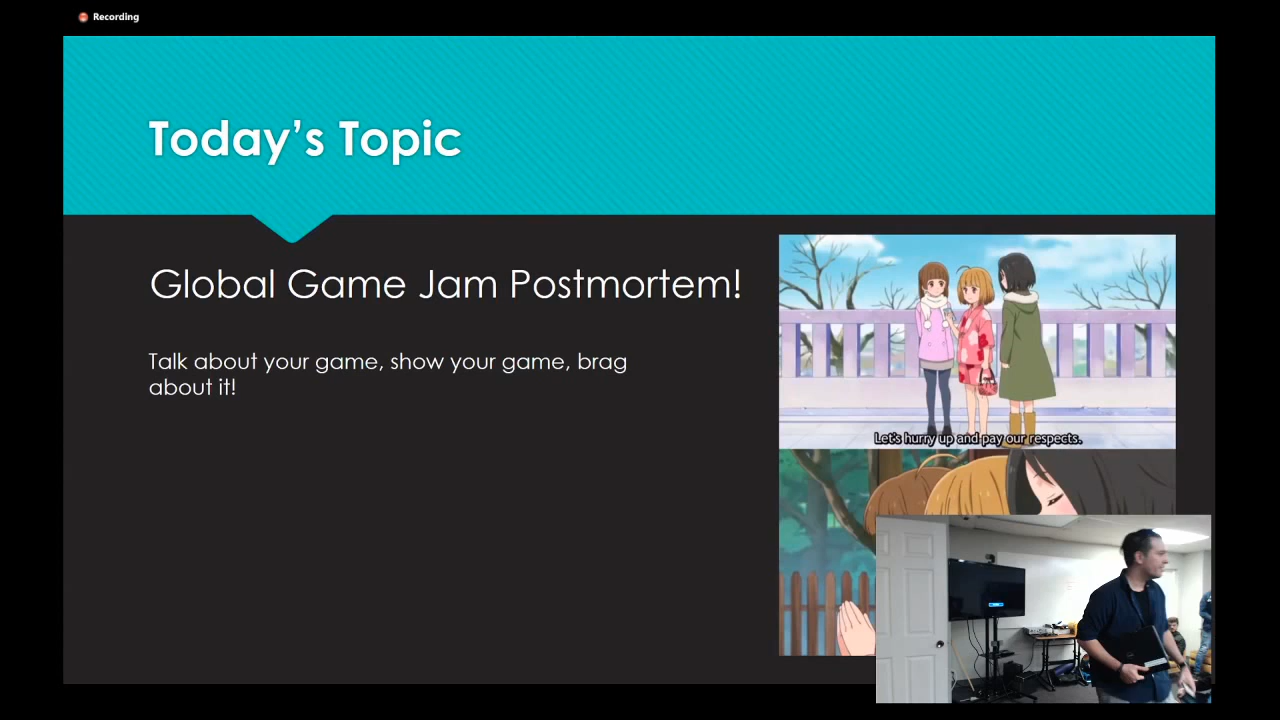 Recording
Today's Topic
Global Game Jam Postmortem!
Talk about your game, show your game, brag
about it!
Let's hurry up and pay our respects.